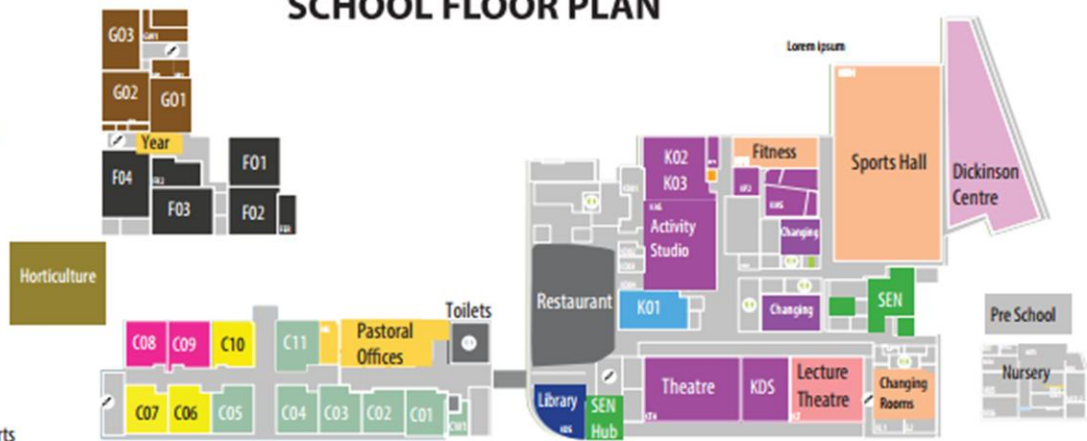 SCHOOL FLOOR PLAN
G03
G02
G01
Year
F04
F03
F01
F02
Horticulture
C08
C09
C10
C11
Pastoral
Offices
Toilets
C07
C06
C05
C04
C03
C02
C01
CW1
Lorem ipsum
K02
K03
Activity
Studio
Fitness
Changing
Sports Hall
Dickinson
Centre
Restaurant
K01
Changing
SEN
Library
SEN
Hub
Theatre
KDS
Lecture
Theatre
Changing
Rooms
Pre School
Nursery
rts